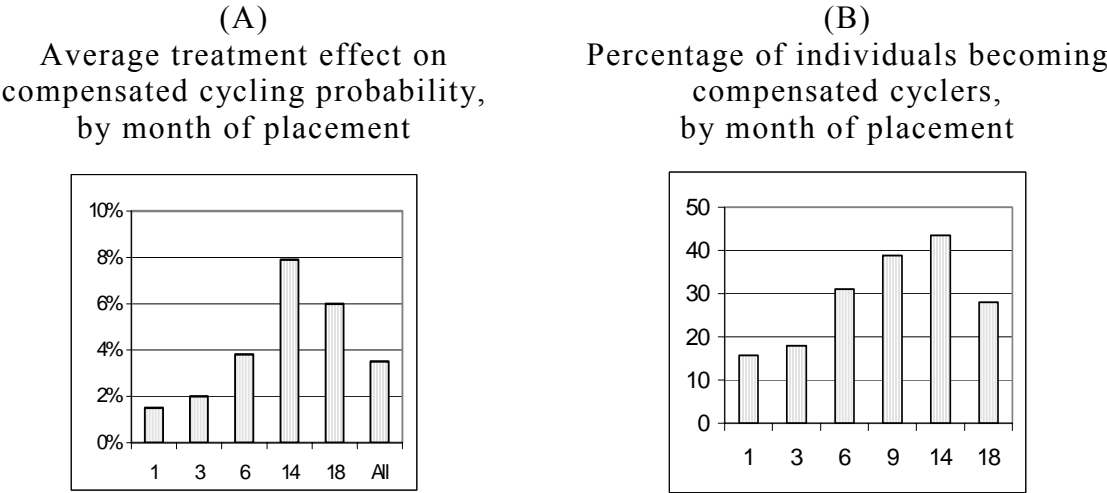 (A)
Average treatment effect on
compensated cycling probability,
by month of placement
10%
8%
6%
4%
2%
0%
1 3 6 14 18 All
(B)
Percentage of individuals becoming
compensated cyclers,
by month of placement
50
40
30
20
10
0
1 3 6 9 14 18